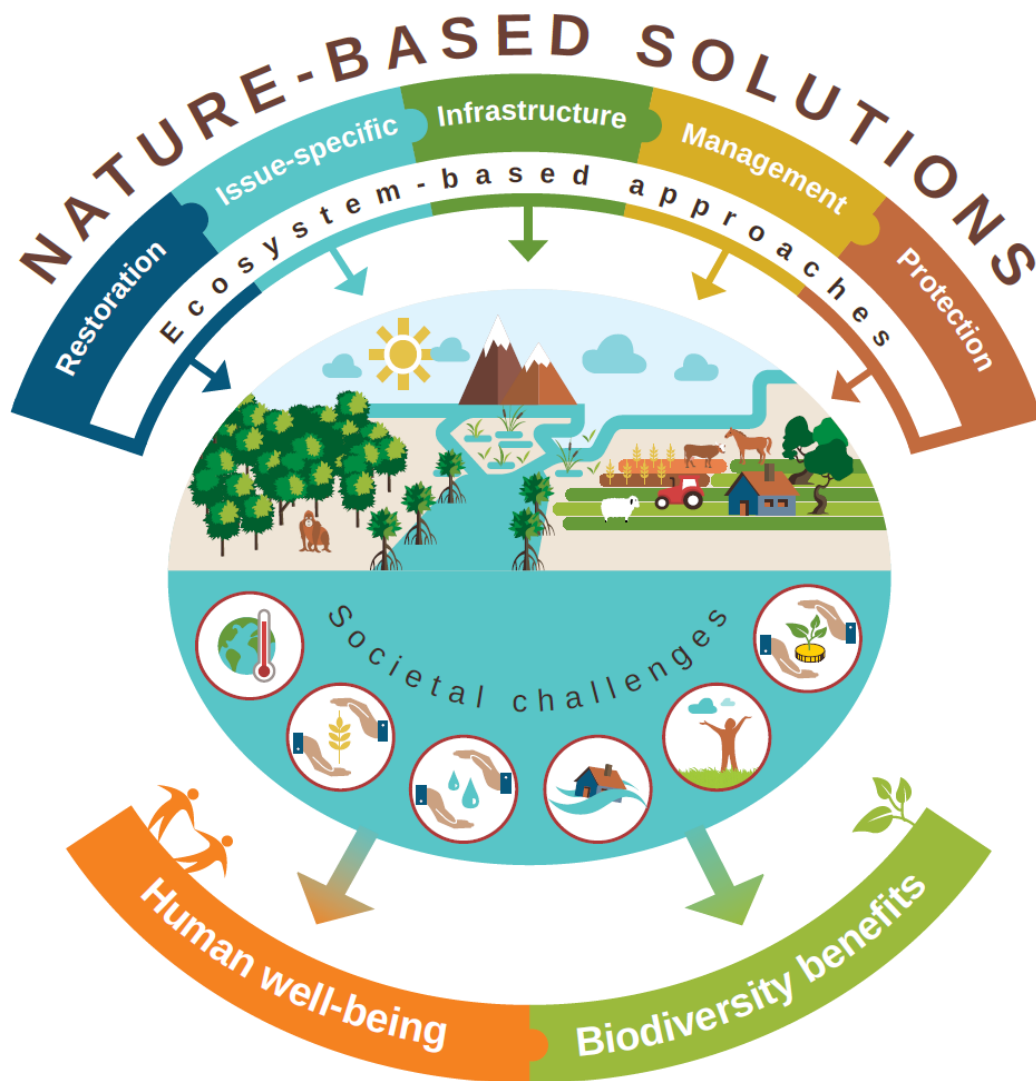 NATURE-BASED SOLUTIONS
Restoration
Issue-specific
Infrastructure
Management
Protection
Ecosystem-based approaches
Societal challenges
Human well-being
Biodiversity benefits